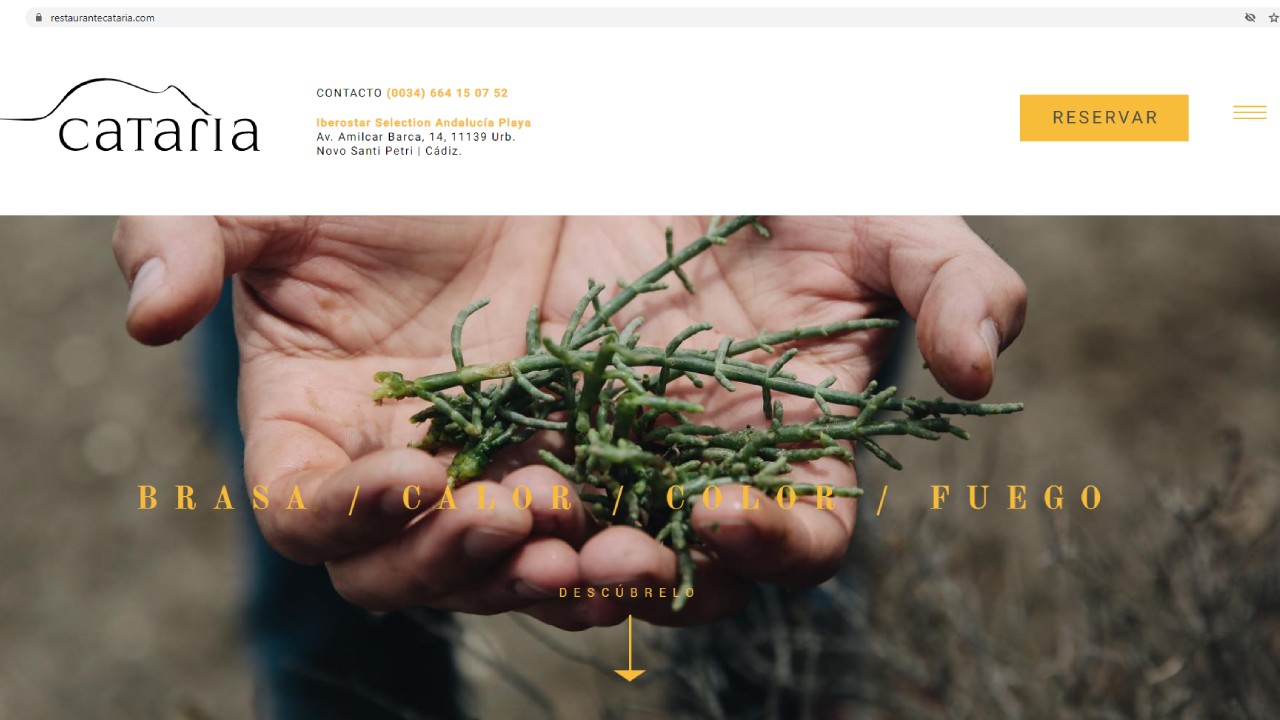 restaurantecataria.com
CONTACTO (0034) 664 15 07 52
caTaria
Iberostar Selection Andalucía Playa
Av. Amilcar Barca, 14, 11139 Urb.
Novo Santi Petri | Cádiz.
RESERVAR
BRASA / CALOR / COLOR / FUEGO
DESCÚBRELO